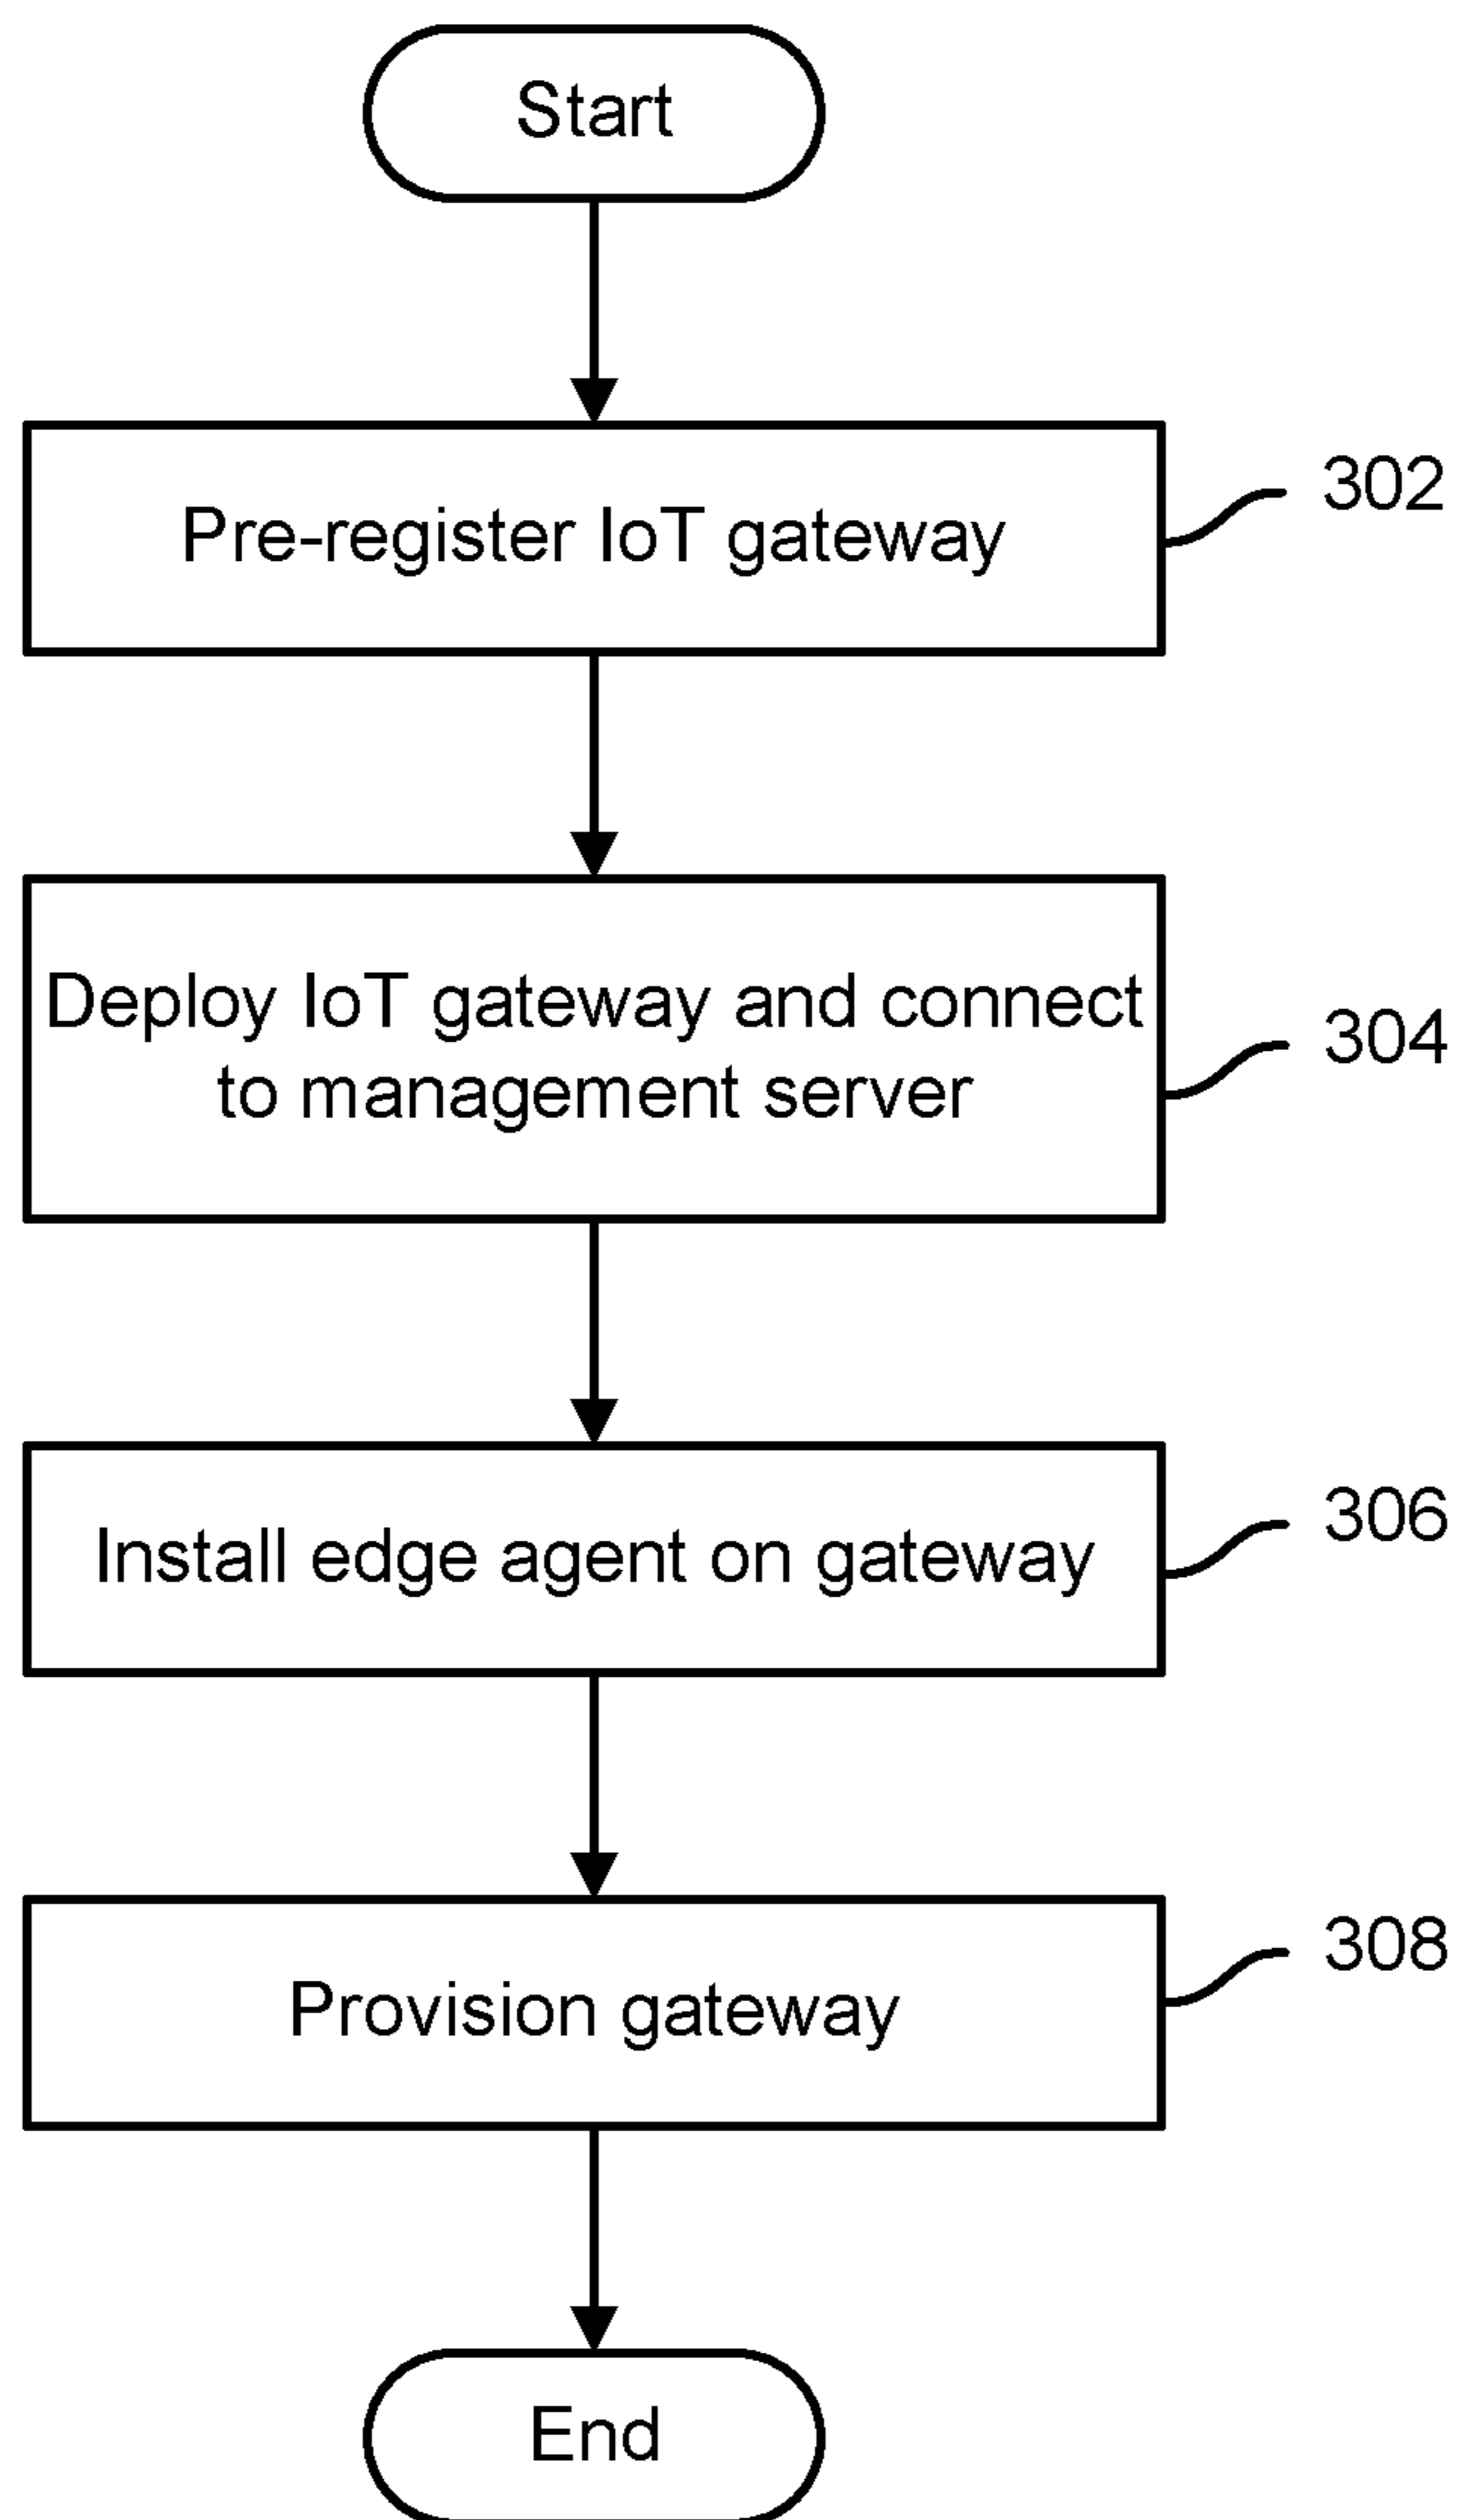 Start
Pre-register IoT gateway
302
Deploy IoT gateway and connect
to management server
304
Install edge agent on gateway
306
Provision gateway
308
End